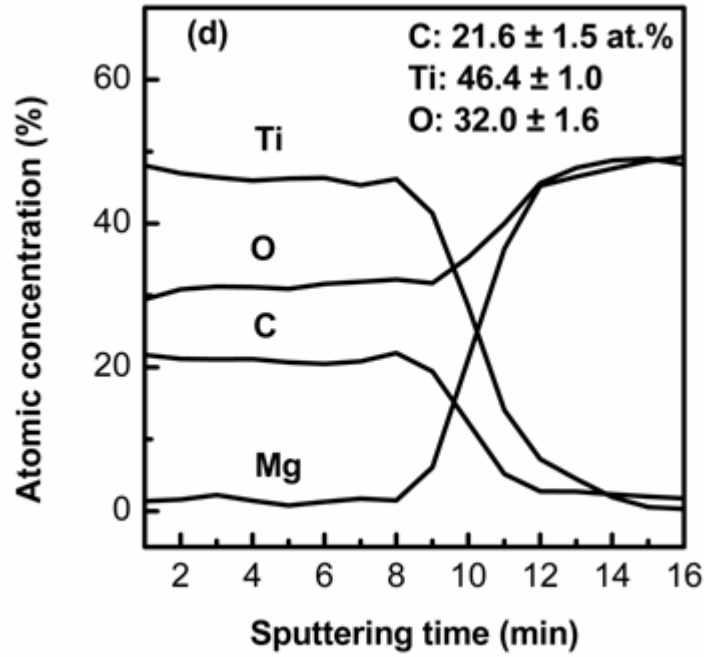 (d)
C: 21.6 ± 1.5 at.%
Ti: 46.4 ± 1.0
O: 32.0 ± 1.6
Atomic concentration (%)
60
40
20
0
Ti
O
C
Mg
2 4 6 8 10 12 14 16
Sputtering time (min)